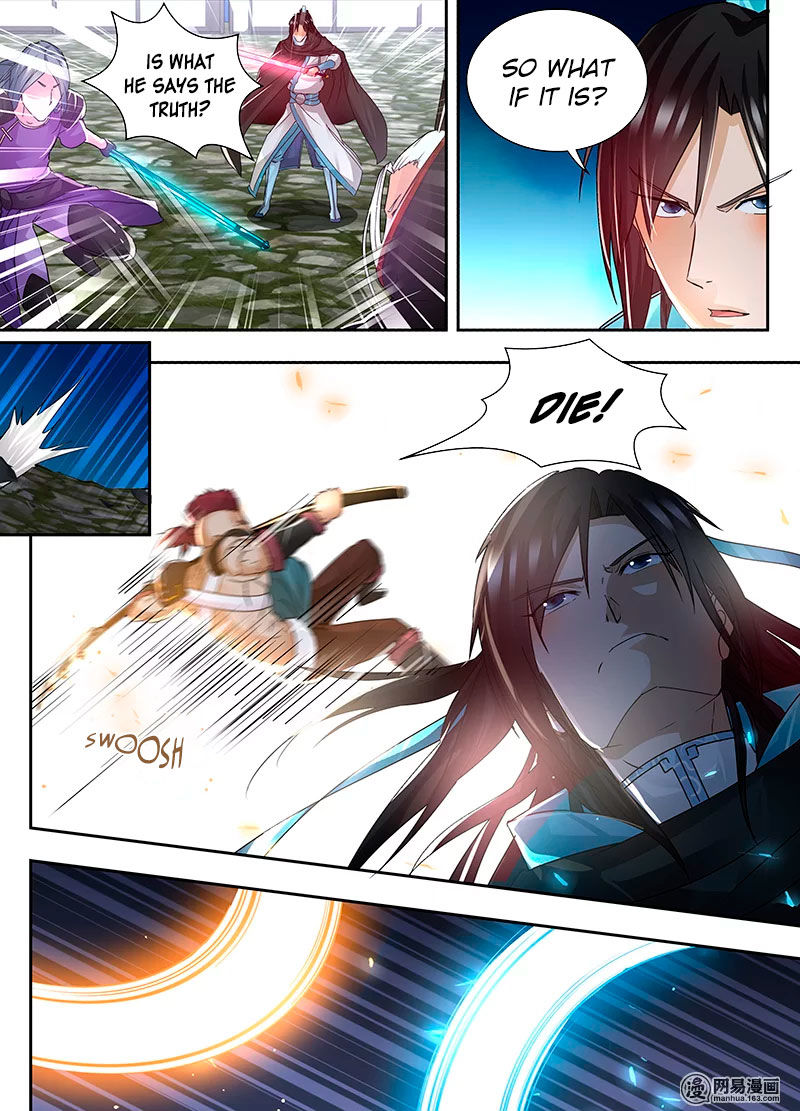 IS WHAT
HE SAYS THE
TRUTH?
SO WHAT
IF IT IS?
DIE!
SWOOSH
漫 网易漫画
manhua.163.com